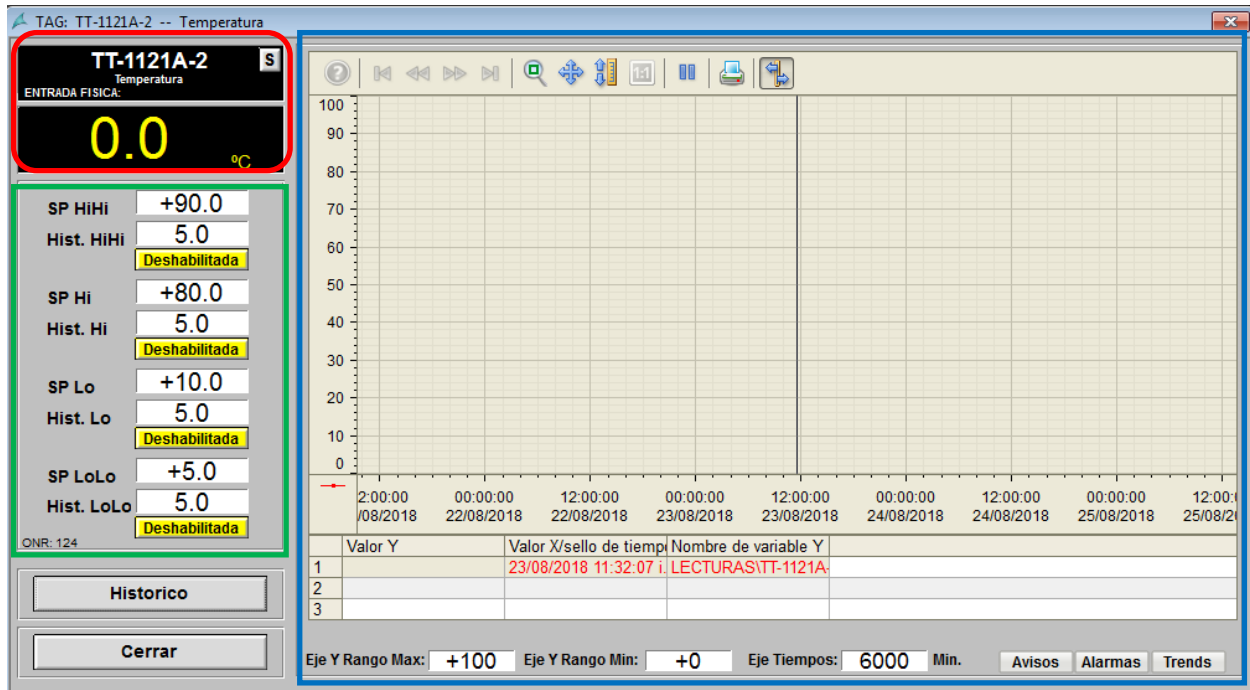 TAG: TT-1121A-2 -- Temperatura
TT-1121A-2
S
Temperatura
ENTRADA FISICA:
0.0
ºC
SP HiHi +90.0
Hist. HiHi 5.0
Deshabilitada
SP Hi +80.0
Hist. Hi 5.0
Deshabilitada
SP Lo +10.0
Hist. Lo 5.0
Deshabilitada
SP LoLo +5.0
Hist. LoLo 5.0
Deshabilitada
ONR: 124
Historico
Cerrar
1:1
100
90
80
70
60
50
40
30
20
10
0
2:00:00 00:00:00 12:00:00 00:00:00 12:00:00 00:00:00 12:00:00 00:00:00 12:00:
/08/2018 22/08/2018 22/08/2018 23/08/2018 23/08/2018 24/08/2018 24/08/2018 25/08/2018 25/08/2
Valor Y Valor X/sello de tiemp Nombre de variable Y
1 23/08/2018 11:32:07 i. LECTURAS\TT-1121A-
2
3
Eje Y Rango Max: +100 Eje Y Rango Min: +0 Eje Tiempos: 6000 Min. Avisos Alarmas Trends